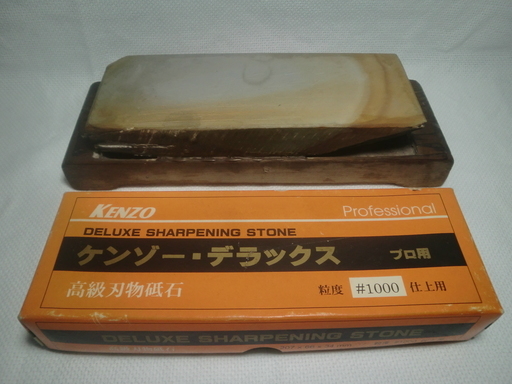 KENZO
Professional
DELUXE SHARPENING STONE
ケンゾー・デラックス
プロ用
高級刃物砥石
粒度 #1000 仕上用
DELUXE SHARPENING STONE